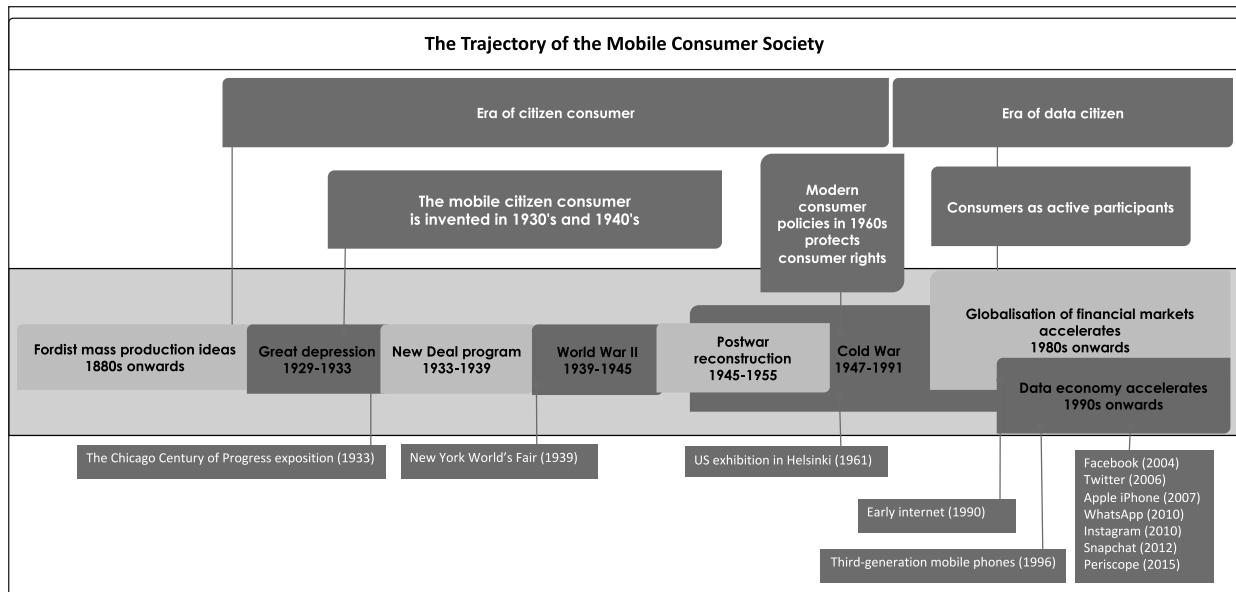 The Trajectory of the Mobile Consumer Society
Era of citizen consumer
Era of data citizen
The mobile citizen consumer
is invented in 1930's and 1940's
Modern
consumer
policies in 1960s
protects
consumer rights
Consumers as active participants
Fordist mass production ideas
1880s onwards
Great depression
1929-1933
New Deal program
1933-1939
World War II
1939-1945
Postwar
reconstruction
1945-1955
Cold War
1947-1991
Globalisation of financial markets
accelerates
1980s onwards
Data economy accelerates
1990s onwards
The Chicago Century of Progress exposition (1933)
New York World's Fair (1939)
US exhibition in Helsinki (1961)
Early internet (1990)
Third-generation mobile phones (1996)
Facebook (2004)
Twitter (2006)
Apple iPhone (2007)
WhatsApp (2010)
Instagram (2010)
Snapchat (2012)
Periscope (2015)